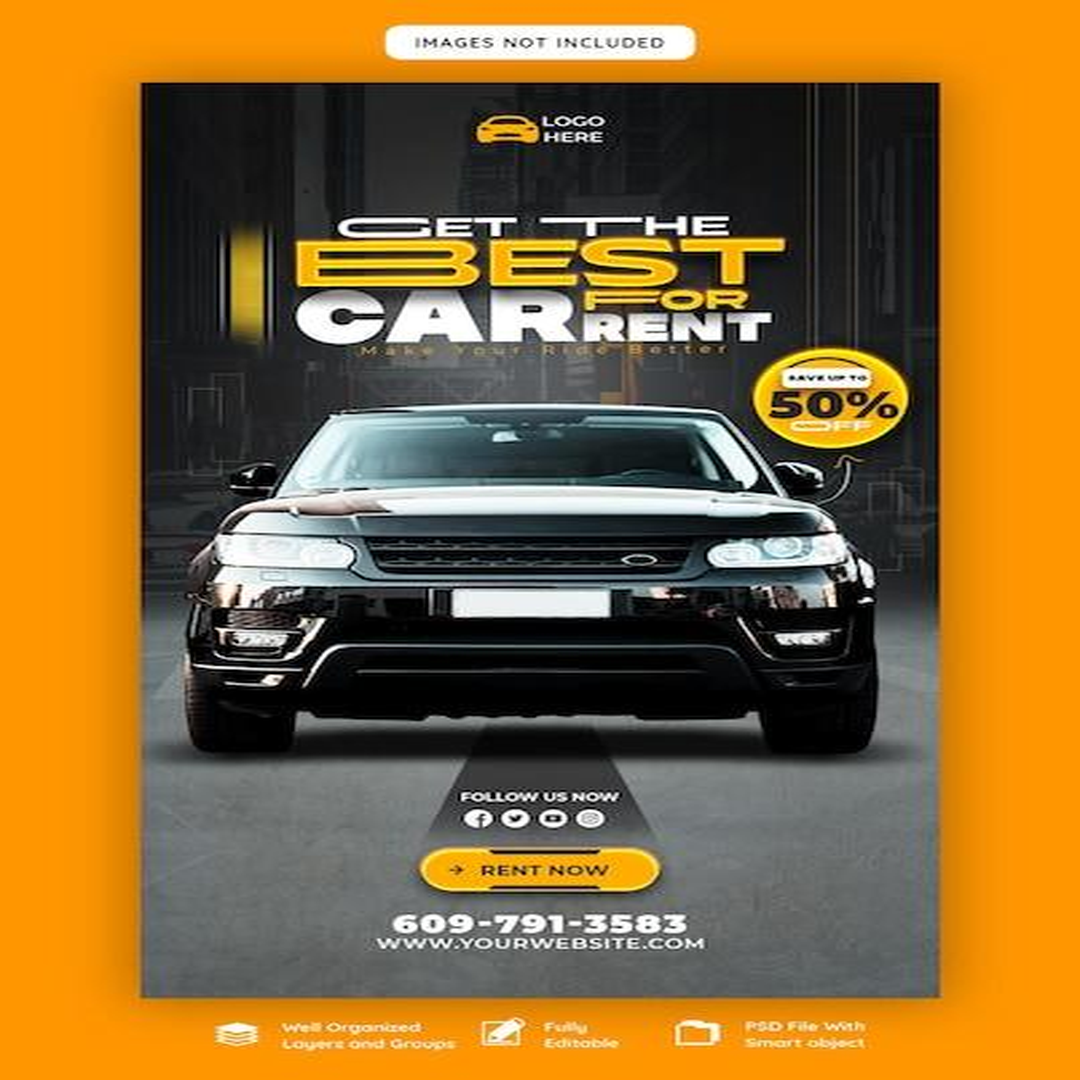 IMAGES NOT INCLUDED
LOGO
HERE
GET THE
BEST
CAR FOR
RENT
Make Your Ride Better
SAVE UP TO
50%
OFF
FOLLOW US NOW
RENT NOW
609-791-3583
WWW.YOURWEBSITE.COM
Well Organized
Layers and Groups
Fully
Editable
PSD File With
Smart object